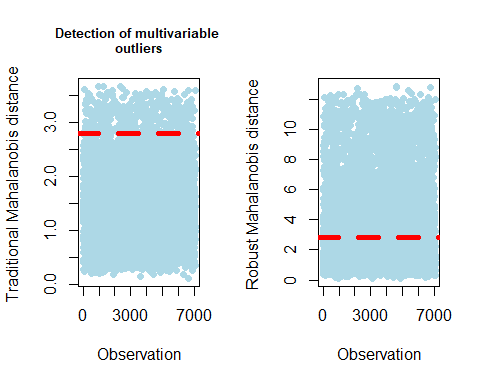 Detection of multivariable
outliers
Traditional Mahalanobis distance
0.0
1.0
2.0
3.0
0
3000
7000
Observation
Robust Mahalanobis distance
0
2
4
6
8
10
0
3000
7000
Observation